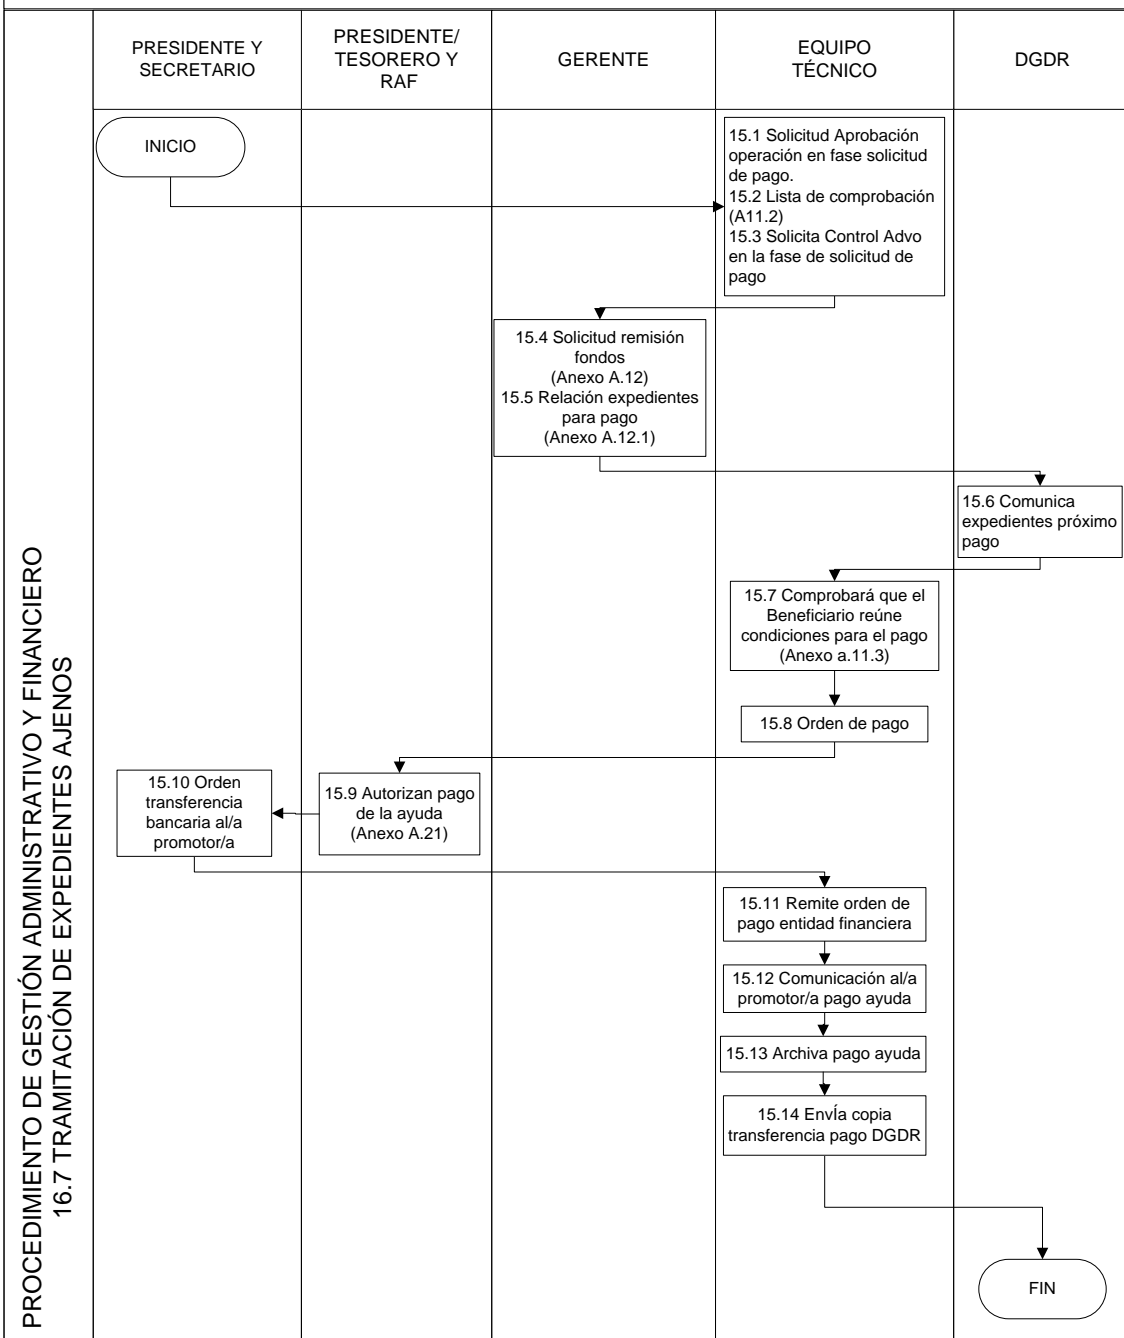 PROCEDIMIENTO DE GESTIÓN ADMINISTRATIVO Y FINANCIERO
16.7 TRAMITACIÓN DE EXPEDIENTES AJENOS
PRESIDENTE Y
SECRETARIO
PRESIDENTE/
TESORERO Y
RAF
GERENTE
EQUIPO
TÉCNICO
DGDR
INICIO
15.1 Solicitud Aprobación
operación en fase solicitud
de pago.
15.2 Lista de comprobación
(A11.2)
15.3 Solicita Control Advo
en la fase de solicitud de
pago
15.4 Solicitud remisión
fondos
(Anexo A.12)
15.5 Relación expedientes
para pago
(Anexo A.12.1)
15.6 Comunica
expedientes próximo
pago
15.7 Comprobará que el
Beneficiario reúne
condiciones para el pago
(Anexo a.11.3)
15.8 Orden de pago
15.9 Autorizan pago
de la ayuda
(Anexo A.21)
15.10 Orden
transferencia
bancaria al/a
promotor/a
15.11 Remite orden de
pago entidad financiera
15.12 Comunicación al/a
promotor/a pago ayuda
15.13 Archiva pago ayuda
15.14 EnvÍa copia
transferencia pago DGDR
FIN